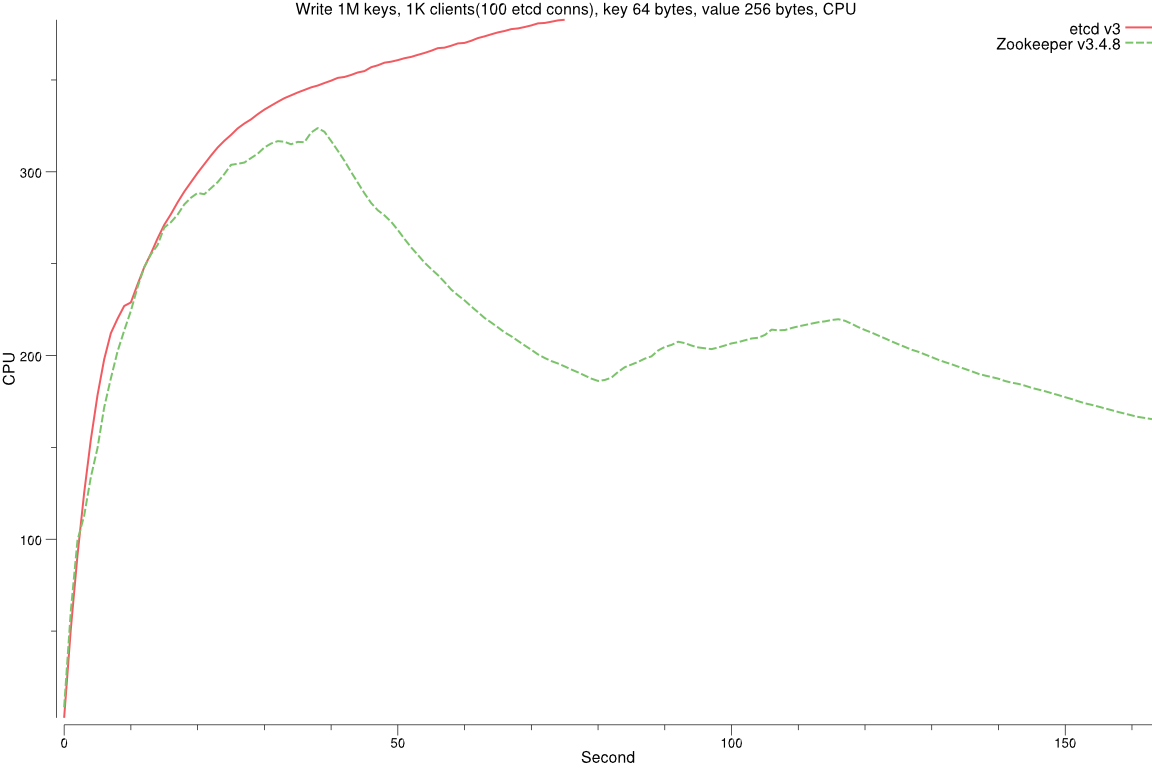 Write 1M keys, 1K clients(100 etcd conns), key 64 bytes, value 256 bytes, CPU
etcd v3
Zookeeper v3.4.8
300
200
100
CPU
0
50
100
150
Second